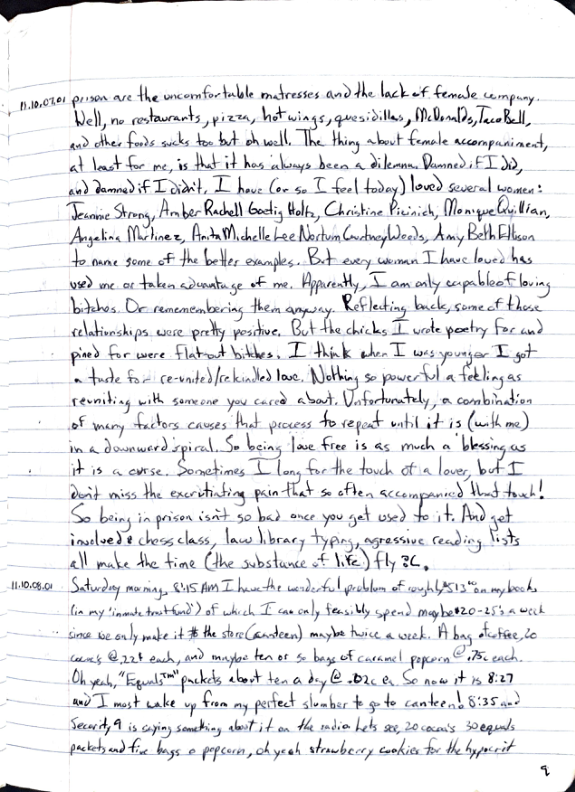 11.10.07.01 prison are the uncomfortable matresses and the lack of female company.
Well, no restaurants, pizza, hot wings, quesidillas, McDonalds, Taco Bell,
and other foods sucks too but oh well. The thing about female accompaniment,
at least for me, is that it has always been a dilemna. Damned if I did,
and damned if I didn't, I have (or so I feel today) loved several women:
Jeannie Strong, Amber Rachell Holtz, Christine Monique Quillian,
Angelina Martinez, Anita Michelle Lee Nortum Courtney Woods, Amy Beth Ellison
to name some of the better examples. But every woman I have loved has
used me or taken advantage of me. Apparently, I am only capable of loving
bitches. Or rememembering them anyway. Reflecting back, some of those
relationships were pretty positive. But the chicks I wrote poetry for and
pined for were flat out bitches. I think when I was younger I got
a taste for re-united/rekindled love. Nothing so powerful a feeling as
reuniting with someone you cared about. Unfortunately, a combination
of many factors causes that process to repeat until it is (with me)
in a downward spiral. So being love free is as much a blessing as
it is a curse. Sometimes I long for the touch of a lover, but I
don't miss the excrutiating pain that so often accompanied that touch!
So being in prison isn't so bad once you get used to it. And get
involved: chess class, law library typing, agressive reading lists
all make the time (the substance of life) fly
11.10.08.01 Saturday morning, 8:15 AM I have the wonderful problem of roughly $513 on my books
(in my "inmate trust fund") of which I can only feasibly spend maybe $20-25 a week
since we only make it to the store (canteen) maybe twice a week. A bag of coffee, 20
cocoa's @ .22¢ each, and maybe ten or so bags of caramel popcorn @ .75c each.
Oh yeah, "Equals™" packets about ten a day @ .02c ea. So now it is 8:27
and I most wake up from my perfect slumber to go to canteen! 8:35 and
Security 9 is saying something about it on the radio lets see, 20 cocoa's 30 equals
packets and five bags o popcorn, oh yeah strawberry cookies for the hypocrit
9